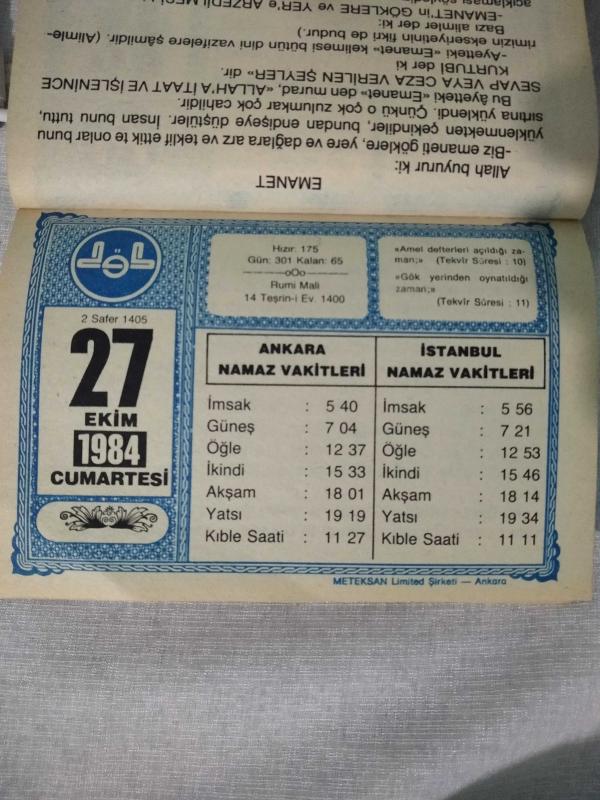 EMANET
Allah buyurur ki:
-Biz emaneti göklere, yere ve dağlara arz ve teklif ettik te onlar bunu
yüklenmekten çekindiler, bundan endişeye düştüler. İnsan bunu tuttu,
sırtına yüklendi. Çünkü o çok zulumkar çok cahildir.
Bu âyetteki «Emanet» den murad, «ALLAH'A İTAAT VE İŞLENİNCE
SEVAP VEYA CEZA VERİLEN ŞEYLER» dir.
KURTUBİ der ki
-Ayetteki «Emanet» kelimesi bütün dini vazifelere şâmildir. (Alimle-
rimizin ekseriyetinin fikri de budur.)
Bazı alimler der ki:
-EMANET'in GÖKLERE ve YER'e
2 Safer 1405
27
EKİM
1984
CUMARTESİ
Hızır: 175
Gün: 301 Kalan: 65
oOo
Rumi Mali
14 Teşrin-i Ev. 1400
«Amel defterleri açıldığı za-
man;» (Tekvîr Sûresi : 10)
«Gök yerinden oynatıldığı
zaman;»
(Tekvîr Sûresi : 11)
ANKARA
NAMAZ VAKİTLERİ
İmsak : 5 40
Güneş : 7 04
Öğle : 12 37
İkindi : 15 33
Akşam : 18 01
Yatsı : 19 19
Kıble Saati : 11 27
İSTANBUL
NAMAZ VAKİTLERİ
İmsak : 5 56
Güneş : 7 21
Öğle : 12 53
İkindi : 15 46
Akşam : 18 14
Yatsı : 19 34
Kıble Saati : 11 11
METEKSAN Limited Şirketi — Ankara